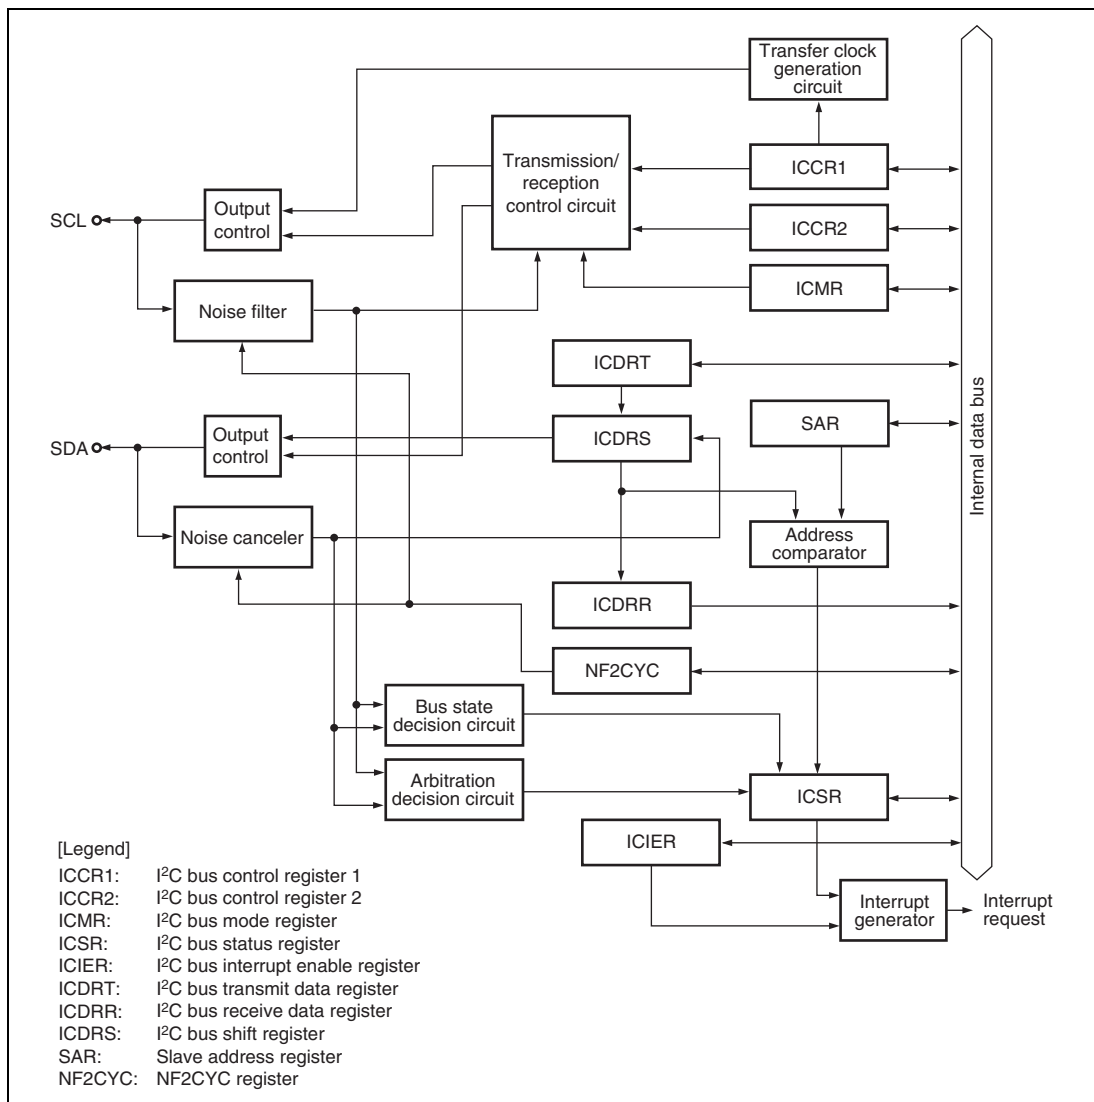 Transfer clock
generation
circuit
Transmission/
reception
control circuit
ICCR1
Output
control
SCL
ICCR2
ICMR
Noise filter
ICDRT
SAR
Output
control
ICDRS
SDA
Internal data bus
Noise canceler
Address
comparator
ICDRR
NF2CYC
Bus state
decision circuit
Arbitration
decision circuit
ICSR
ICIER
Interrupt
generator
Interrupt
request
[Legend]
ICCR1: I²C bus control register 1
ICCR2: I²C bus control register 2
ICMR: I²C bus mode register
ICSR: I²C bus status register
ICIER: I²C bus interrupt enable register
ICDRT: I²C bus transmit data register
ICDRR: I²C bus receive data register
ICDRS: I²C bus shift register
SAR: Slave address register
NF2CYC: NF2CYC register